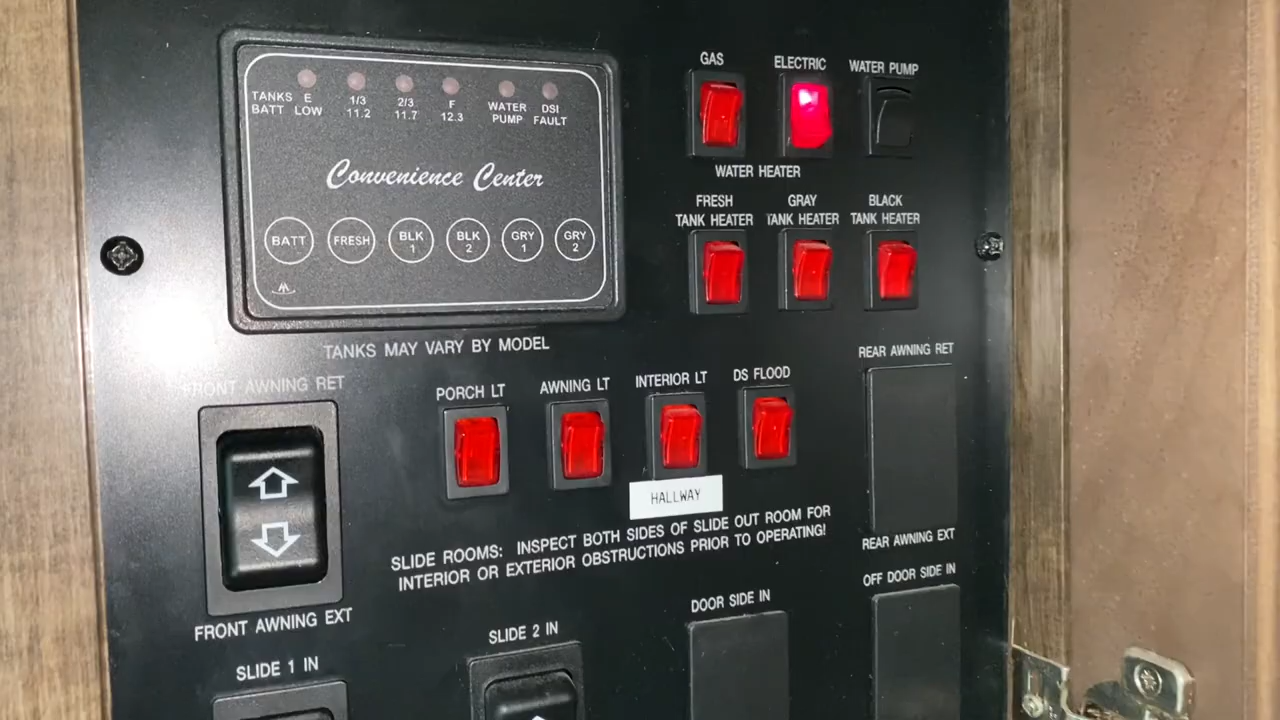 TANKS E 1/3 2/3 F WATER DSI
BATT LOW 11.2 11.7 12.3 PUMP FAULT
Convenience Center
BATT FRESH BLK 1 BLK 2 GRY 1 GRY 2
TANKS MAY VARY BY MODEL
GAS ELECTRIC WATER PUMP
WATER HEATER
FRESH GRAY BLACK
TANK HEATER TANK HEATER TANK HEATER
FRONT AWNING RET
PORCH LT AWNING LT INTERIOR LT DS FLOOD
REAR AWNING RET
HALLWAY
SLIDE ROOMS: INSPECT BOTH SIDES OF SLIDE OUT ROOM FOR
INTERIOR OR EXTERIOR OBSTRUCTIONS PRIOR TO OPERATING!
REAR AWNING EXT
FRONT AWNING EXT
OFF DOOR SIDE IN
DOOR SIDE IN
SLIDE 2 IN
SLIDE 1 IN